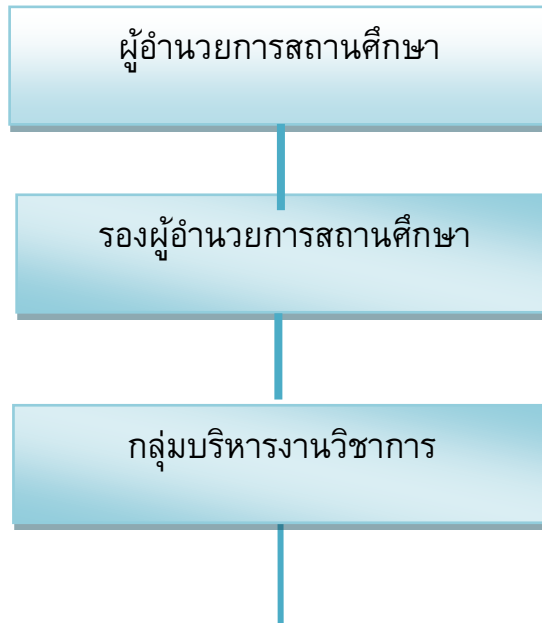 ผู้อำนวยการสถานศึกษา
รองผู้อำนวยการสถานศึกษา
กลุ่มบริหารงานวิชาการ